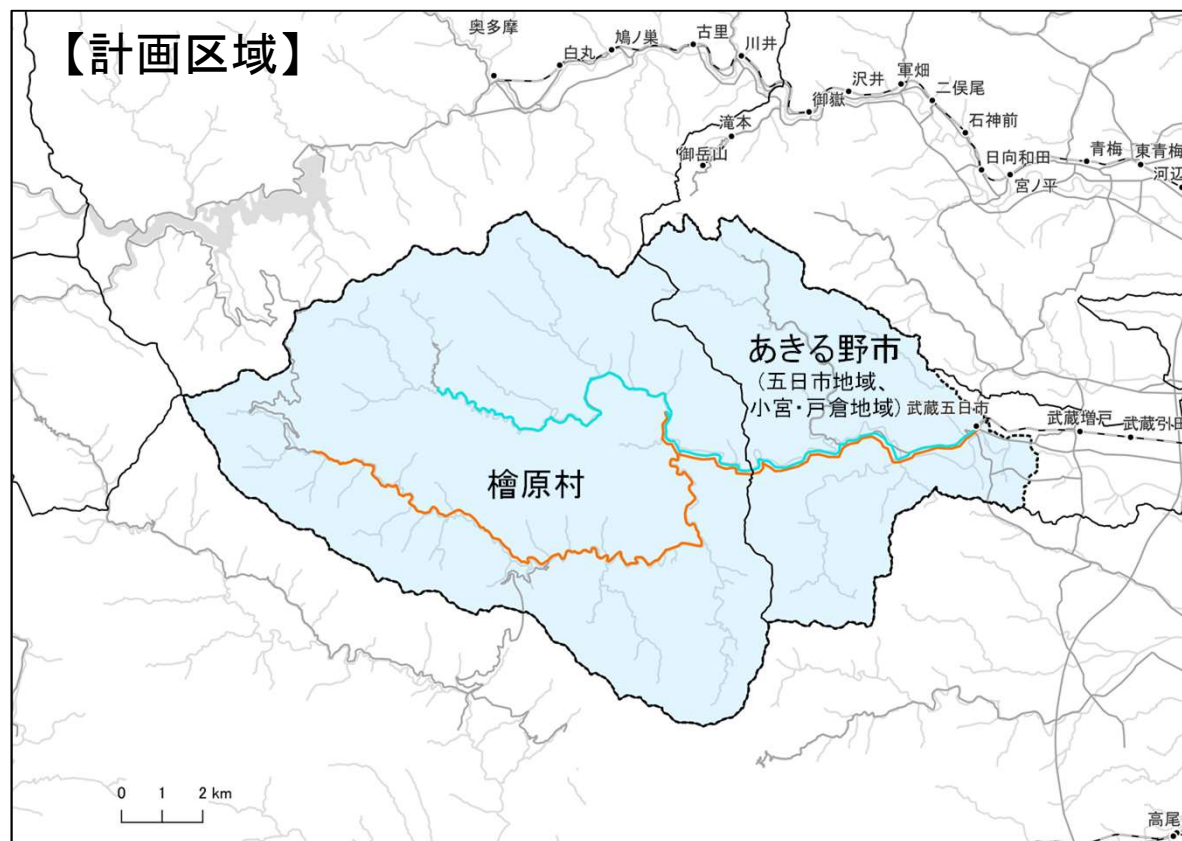 【計画区域】
奥多摩
白丸
鳩ノ巣
古里
川井
御嶽
沢井
軍畑
二俣尾
石神前
滝本
御岳山
日向和田
宮ノ平
青梅
東青梅
河辺
あきる野市
(五日市地域、
小宮・戸倉地域)
武蔵五日市
武蔵増戸
武蔵引田
檜原村
0 1 2 km
高尾